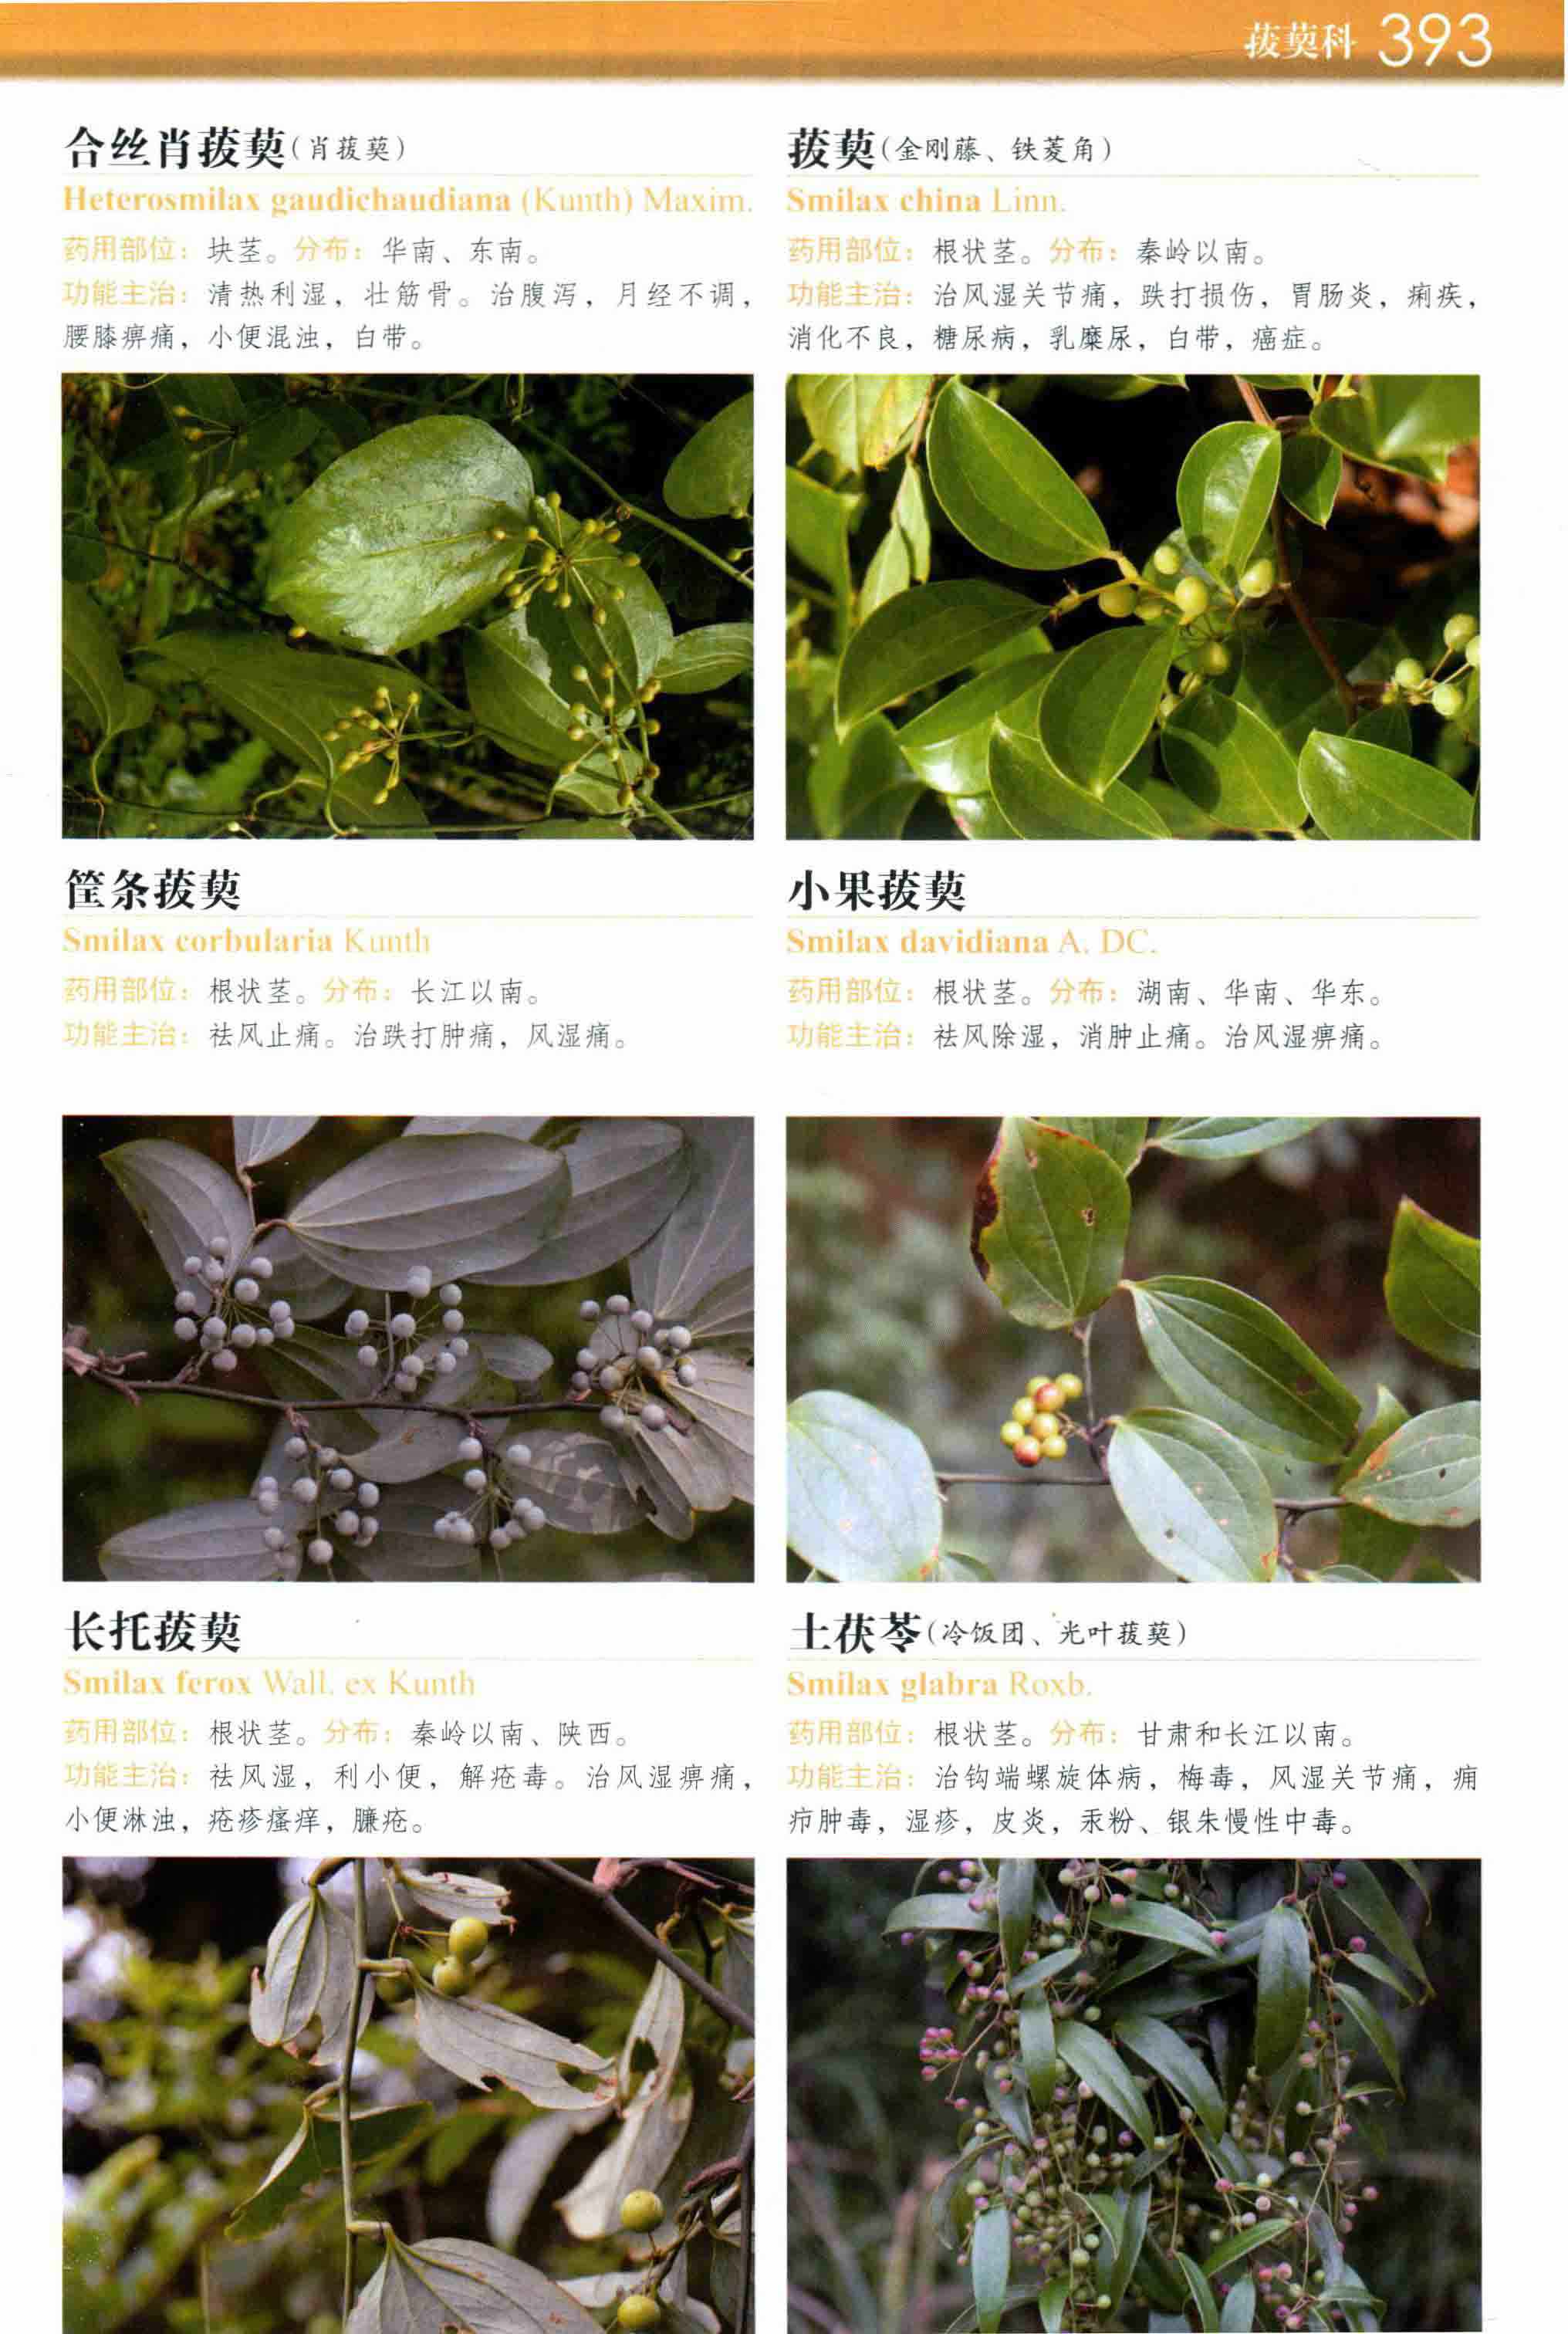 菝葜科 393
合丝肖菝葜(肖菝葜)
Heterosmilax gaudichaudiana (Kunth) Maxim.
药用部位：块茎。分布：华南、东南。
功能主治：清热利湿，壮筋骨。治腹泻，月经不调，
腰膝痹痛，小便混浊，白带。
菝葜(金刚藤、铁菱角)
Smilax china Linn.
药用部位：根状茎。分布：秦岭以南。
功能主治：治风湿关节痛，跌打损伤，胃肠炎，痢疾，
消化不良，糖尿病，乳糜尿，白带，癌症。
筐条菝葜
Smilax corbularia Kunth
药用部位：根状茎。分布：长江以南。
功能主治：祛风止痛。治跌打肿痛，风湿痛。
小果菝葜
Smilax davidiana A. DC.
药用部位：根状茎。分布：湖南、华南、华东。
功能主治：祛风除湿，消肿止痛。治风湿痹痛。
长托菝葜
Smilax ferox Wall. ex Kunth
药用部位：根状茎。分布：秦岭以南、陕西。
功能主治：祛风湿，利小便，解疮毒。治风湿痹痛，
小便淋浊，疮疹瘙痒，臁疮。
土茯苓(冷饭团、光叶菝葜)
Smilax glabra Roxb.
药用部位：根状茎。分布：甘肃和长江以南。
功能主治：治钩端螺旋体病，梅毒，风湿关节痛，痈
疖肿毒，湿疹，皮炎，汞粉、银朱慢性中毒。